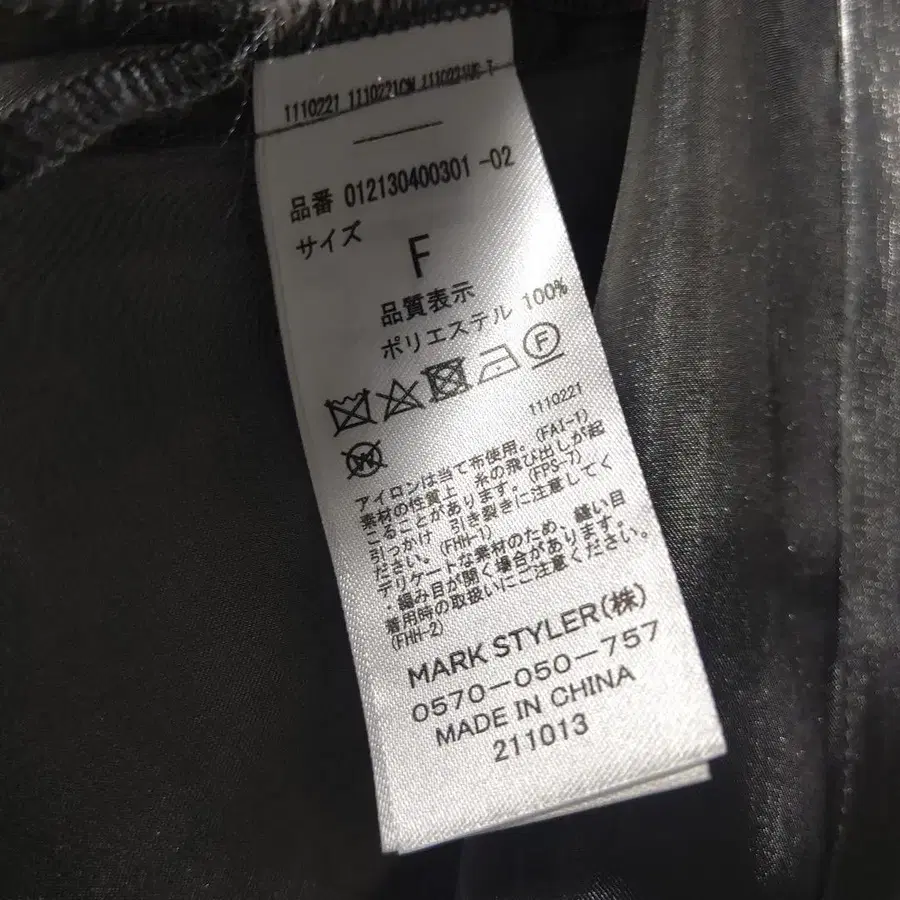 1110221 1110221CN 1110221US-T
品番 012130400301 -02
サイズ
F
品質表示
ポリエステル 100%
F
1110221
W
アイロンは当て布使用。(FAI-1)
素材の性質上 糸の飛び出しが起
こることがあります。(FPS-7)
引っかけ 引き裂きに注意してく
ださい。(FHH-1)
デリケートな素材のため、縫い目
・編み目が開く場合があります。
着用時の取扱いにご注意ください。
(FHH-2)
MARK STYLER(株)
0570-050-757
MADE IN CHINA
211013